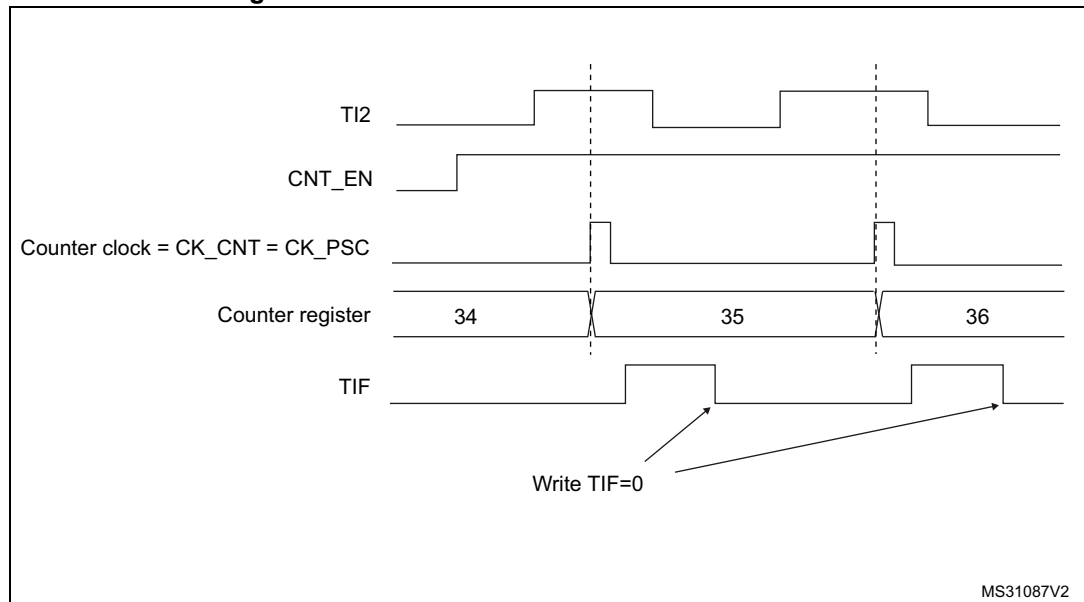 TI2
CNT_EN
Counter clock = CK_CNT = CK_PSC
Counter register 34 35 36
TIF
Write TIF=0
MS31087V2